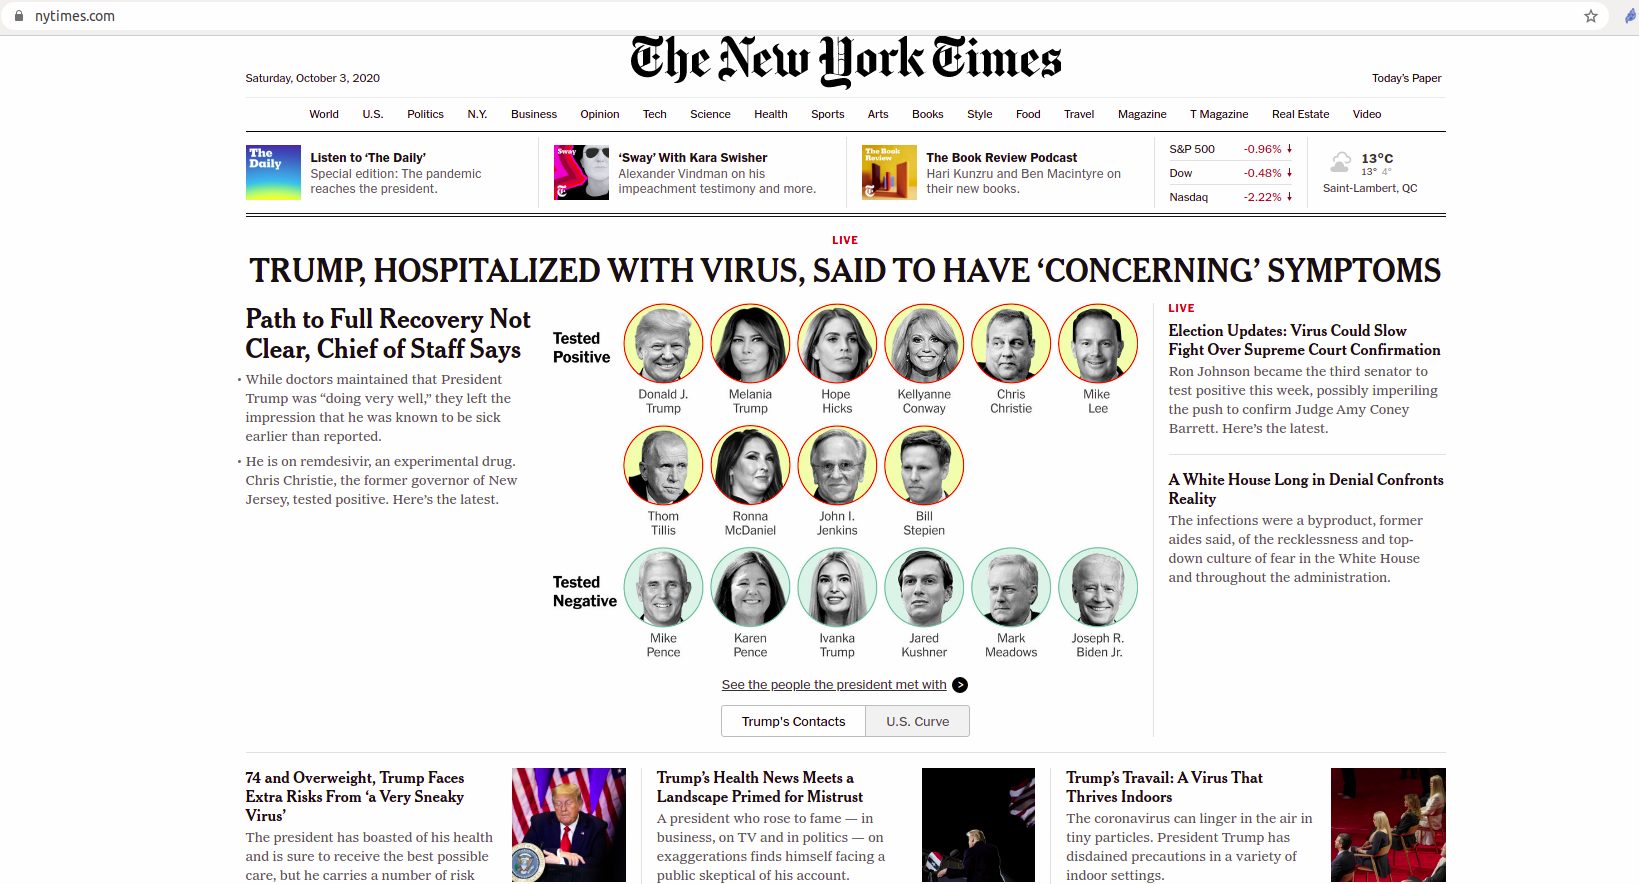 nytimes.com
The New York Times
Saturday, October 3, 2020
Today's Paper
World U.S. Politics N.Y. Business Opinion Tech Science Health Sports Arts Books Style Food Travel Magazine T Magazine Real Estate Video
The
Daily
Listen to ‘The Daily’
Special edition: The pandemic
reaches the president.
Sway
‘Sway’ With Kara Swisher
Alexander Vindman on his
impeachment testimony and more.
The Book
Review
The Book Review Podcast
Hari Kunzru and Ben Macintyre on
their new books.
S&P 500 -0.96%
Dow -0.48%
Nasdaq -2.22%
13°C
13° 4°
Saint-Lambert, QC
LIVE
TRUMP, HOSPITALIZED WITH VIRUS, SAID TO HAVE ‘CONCERNING’ SYMPTOMS
Path to Full Recovery Not
Clear, Chief of Staff Says
• While doctors maintained that President
Trump was “doing very well,” they left the
impression that he was known to be sick
earlier than reported.
• He is on remdesivir, an experimental drug.
Chris Christie, the former governor of New
Jersey, tested positive. Here’s the latest.
Tested
Positive
Donald J.
Trump
Melania
Trump
Hope
Hicks
Kellyanne
Conway
Chris
Christie
Mike
Lee
Thom
Tillis
Ronna
McDaniel
John I.
Jenkins
Bill
Stepien
Tested
Negative
Mike
Pence
Karen
Pence
Ivanka
Trump
Jared
Kushner
Mark
Meadows
Joseph R.
Biden Jr.
See the people the president met with
Trump's Contacts
U.S. Curve
LIVE
Election Updates: Virus Could Slow
Fight Over Supreme Court Confirmation
Ron Johnson became the third senator to
test positive this week, possibly imperiling
the push to confirm Judge Amy Coney
Barrett. Here’s the latest.
A White House Long in Denial Confronts
Reality
The infections were a byproduct, former
aides said, of the recklessness and top-
down culture of fear in the White House
and throughout the administration.
74 and Overweight, Trump Faces
Extra Risks From ‘a Very Sneaky
Virus’
The president has boasted of his health
and is sure to receive the best possible
care, but he carries a number of risk
Trump’s Health News Meets a
Landscape Primed for Mistrust
A president who rose to fame — in
business, on TV and in politics — on
exaggerations finds himself facing a
public skeptical of his account.
Trump’s Travail: A Virus That
Thrives Indoors
The coronavirus can linger in the air in
tiny particles. President Trump has
disdained precautions in a variety of
indoor settings.